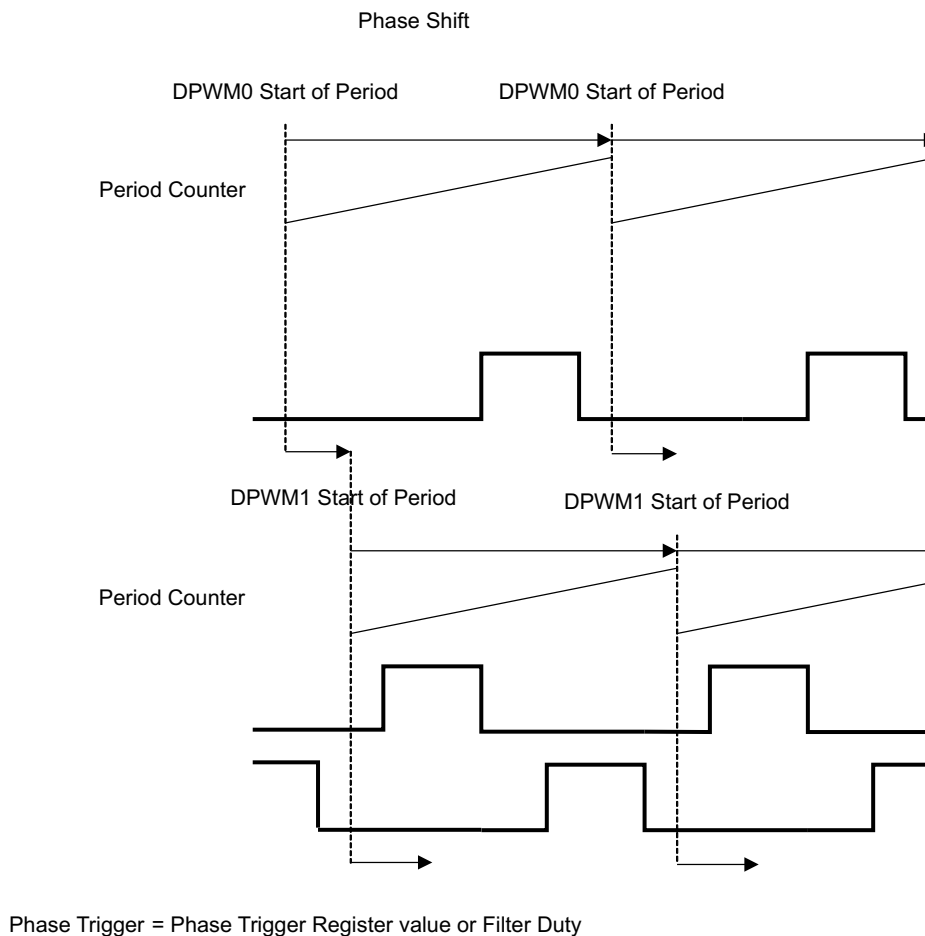 Phase Shift
DPWM0 Start of Period
DPWM0 Start of Period
Period Counter
DPWM1 Start of Period
DPWM1 Start of Period
Period Counter
Phase Trigger = Phase Trigger Register value or Filter Duty